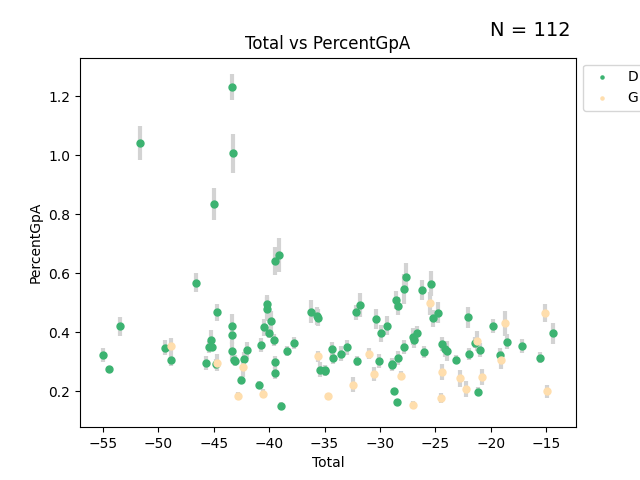 N = 112
Total vs PercentGpA
D
G
PercentGpA
1.2
1.0
0.8
0.6
0.4
0.2
−55 −50 −45 −40 −35 −30 −25 −20 −15
Total